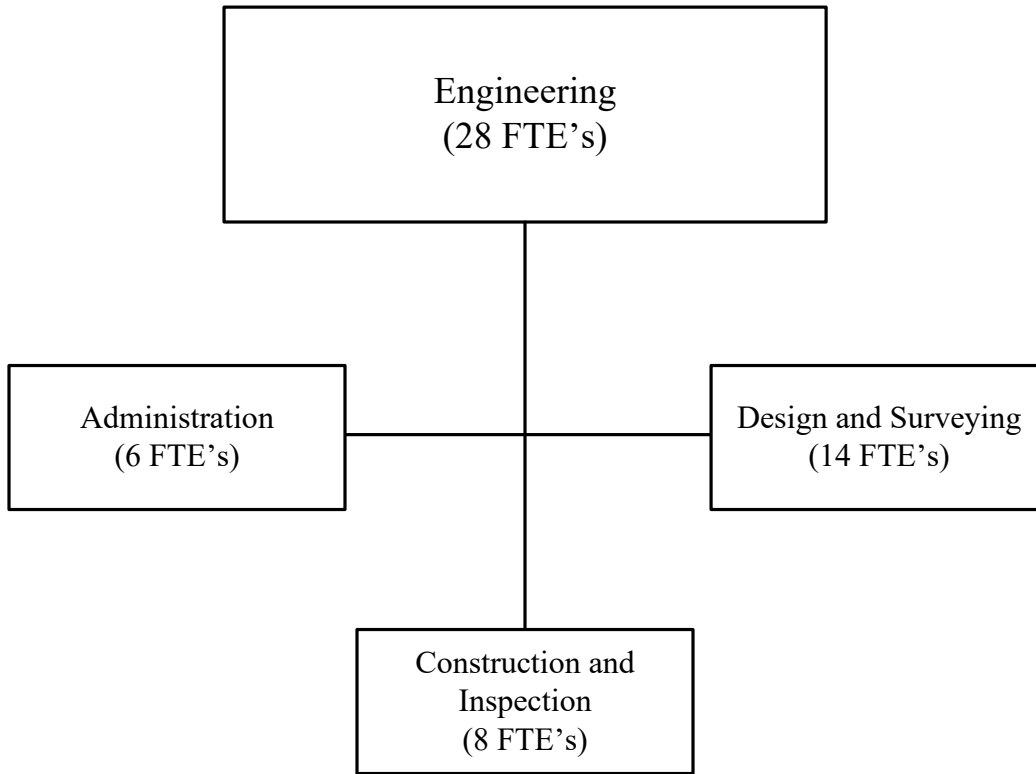 Engineering
(28 FTE’s)
Administration
(6 FTE’s)
Design and Surveying
(14 FTE’s)
Construction and
Inspection
(8 FTE’s)